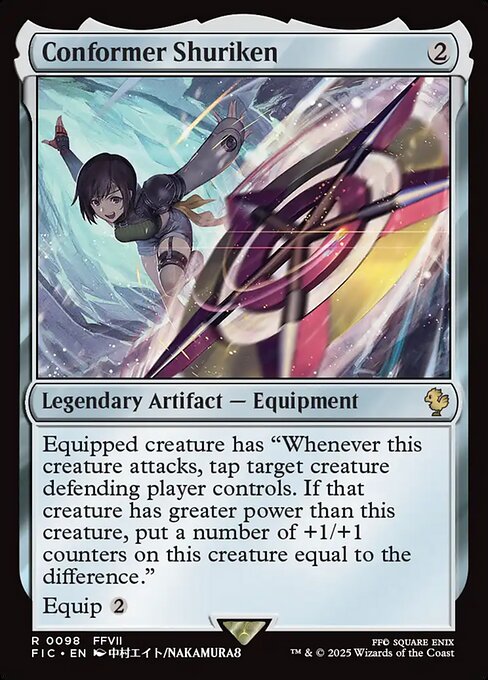 Conformer Shuriken 2
Legendary Artifact — Equipment
Equipped creature has “Whenever this
creature attacks, tap target creature
defending player controls. If that
creature has greater power than this
creature, put a number of +1/+1
counters on this creature equal to the
difference.”
Equip 2
R 0098 FFVII
FIC • EN 中村エイト/NAKAMURA8
FF© SQUARE ENIX
™ & © 2025 Wizards of the Coast